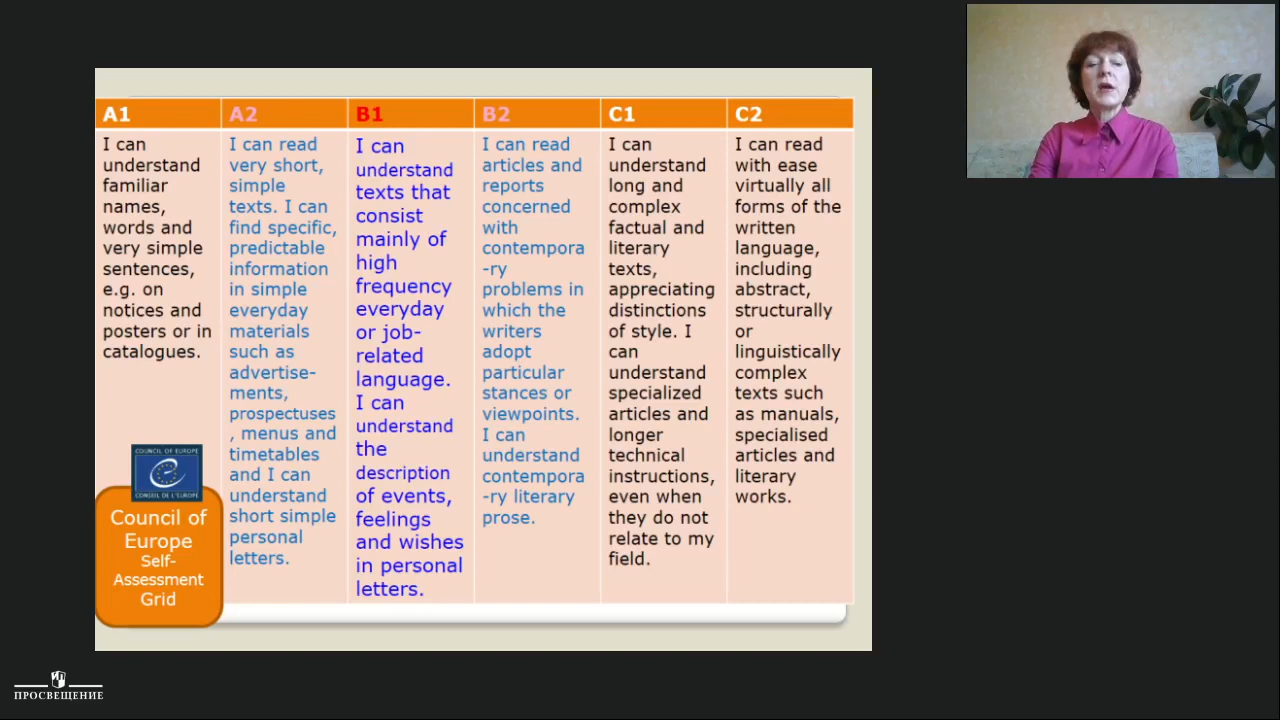 A1
A2
B1
B2
C1
C2
I can
understand
familiar
names,
words and
very simple
sentences,
e.g. on
notices and
posters or in
catalogues.
I can read
very short,
simple
texts. I can
find specific,
predictable
information
in simple
everyday
materials
such as
advertise-
ments,
prospectuses
, menus and
timetables
and I can
understand
short simple
personal
letters.
I can
understand
texts that
consist
mainly of
high
frequency
everyday
or job-
related
language.
I can
understand
the
description
of events,
feelings
and wishes
in personal
letters.
I can read
articles and
reports
concerned
with
contempora
-ry
problems in
which the
writers
adopt
particular
stances or
viewpoints.
I can
understand
contempora
-ry literary
prose.
I can
understand
long and
complex
factual and
literary
texts,
appreciating
distinctions
of style. I
can
understand
specialized
articles and
longer
technical
instructions,
even when
they do not
relate to my
field.
I can read
with ease
virtually all
forms of the
written
language,
including
abstract,
structurally
or
linguistically
complex
texts such
as manuals,
specialised
articles and
literary
works.
COUNCIL OF EUROPE
CONSEIL DE L'EUROPE
Council of
Europe
Self-
Assessment
Grid
ПРОСВЕЩЕНИЕ